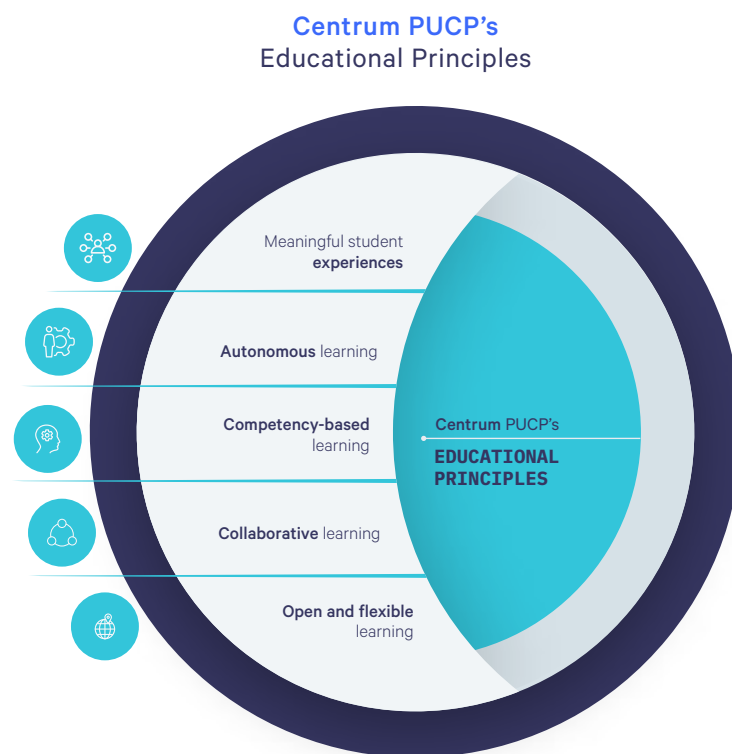 Centrum PUCP's
Educational Principles
Meaningful student
experiences
Autonomous learning
Competency-based
learning
Collaborative learning
Open and flexible
learning
Centrum PUCP's
EDUCATIONAL
PRINCIPLES